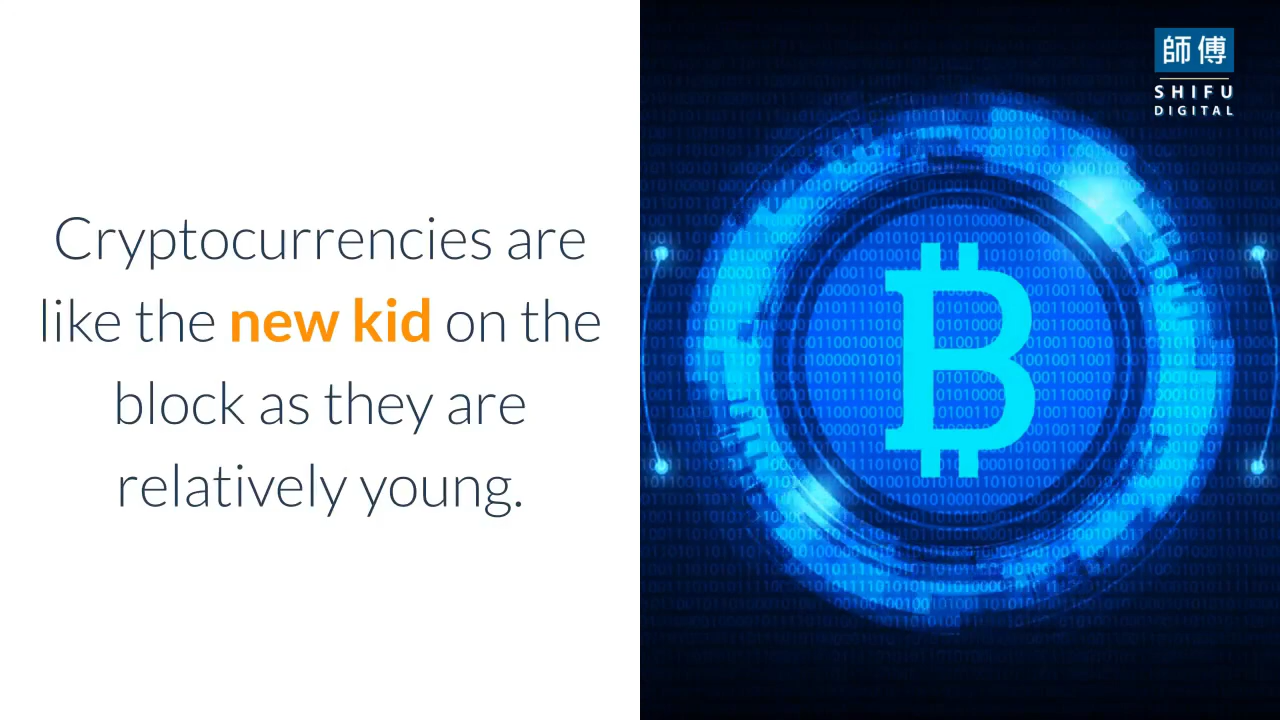 Cryptocurrencies are
like the new kid on the
block as they are
relatively young.
師傅
SHIFU
DIGITAL